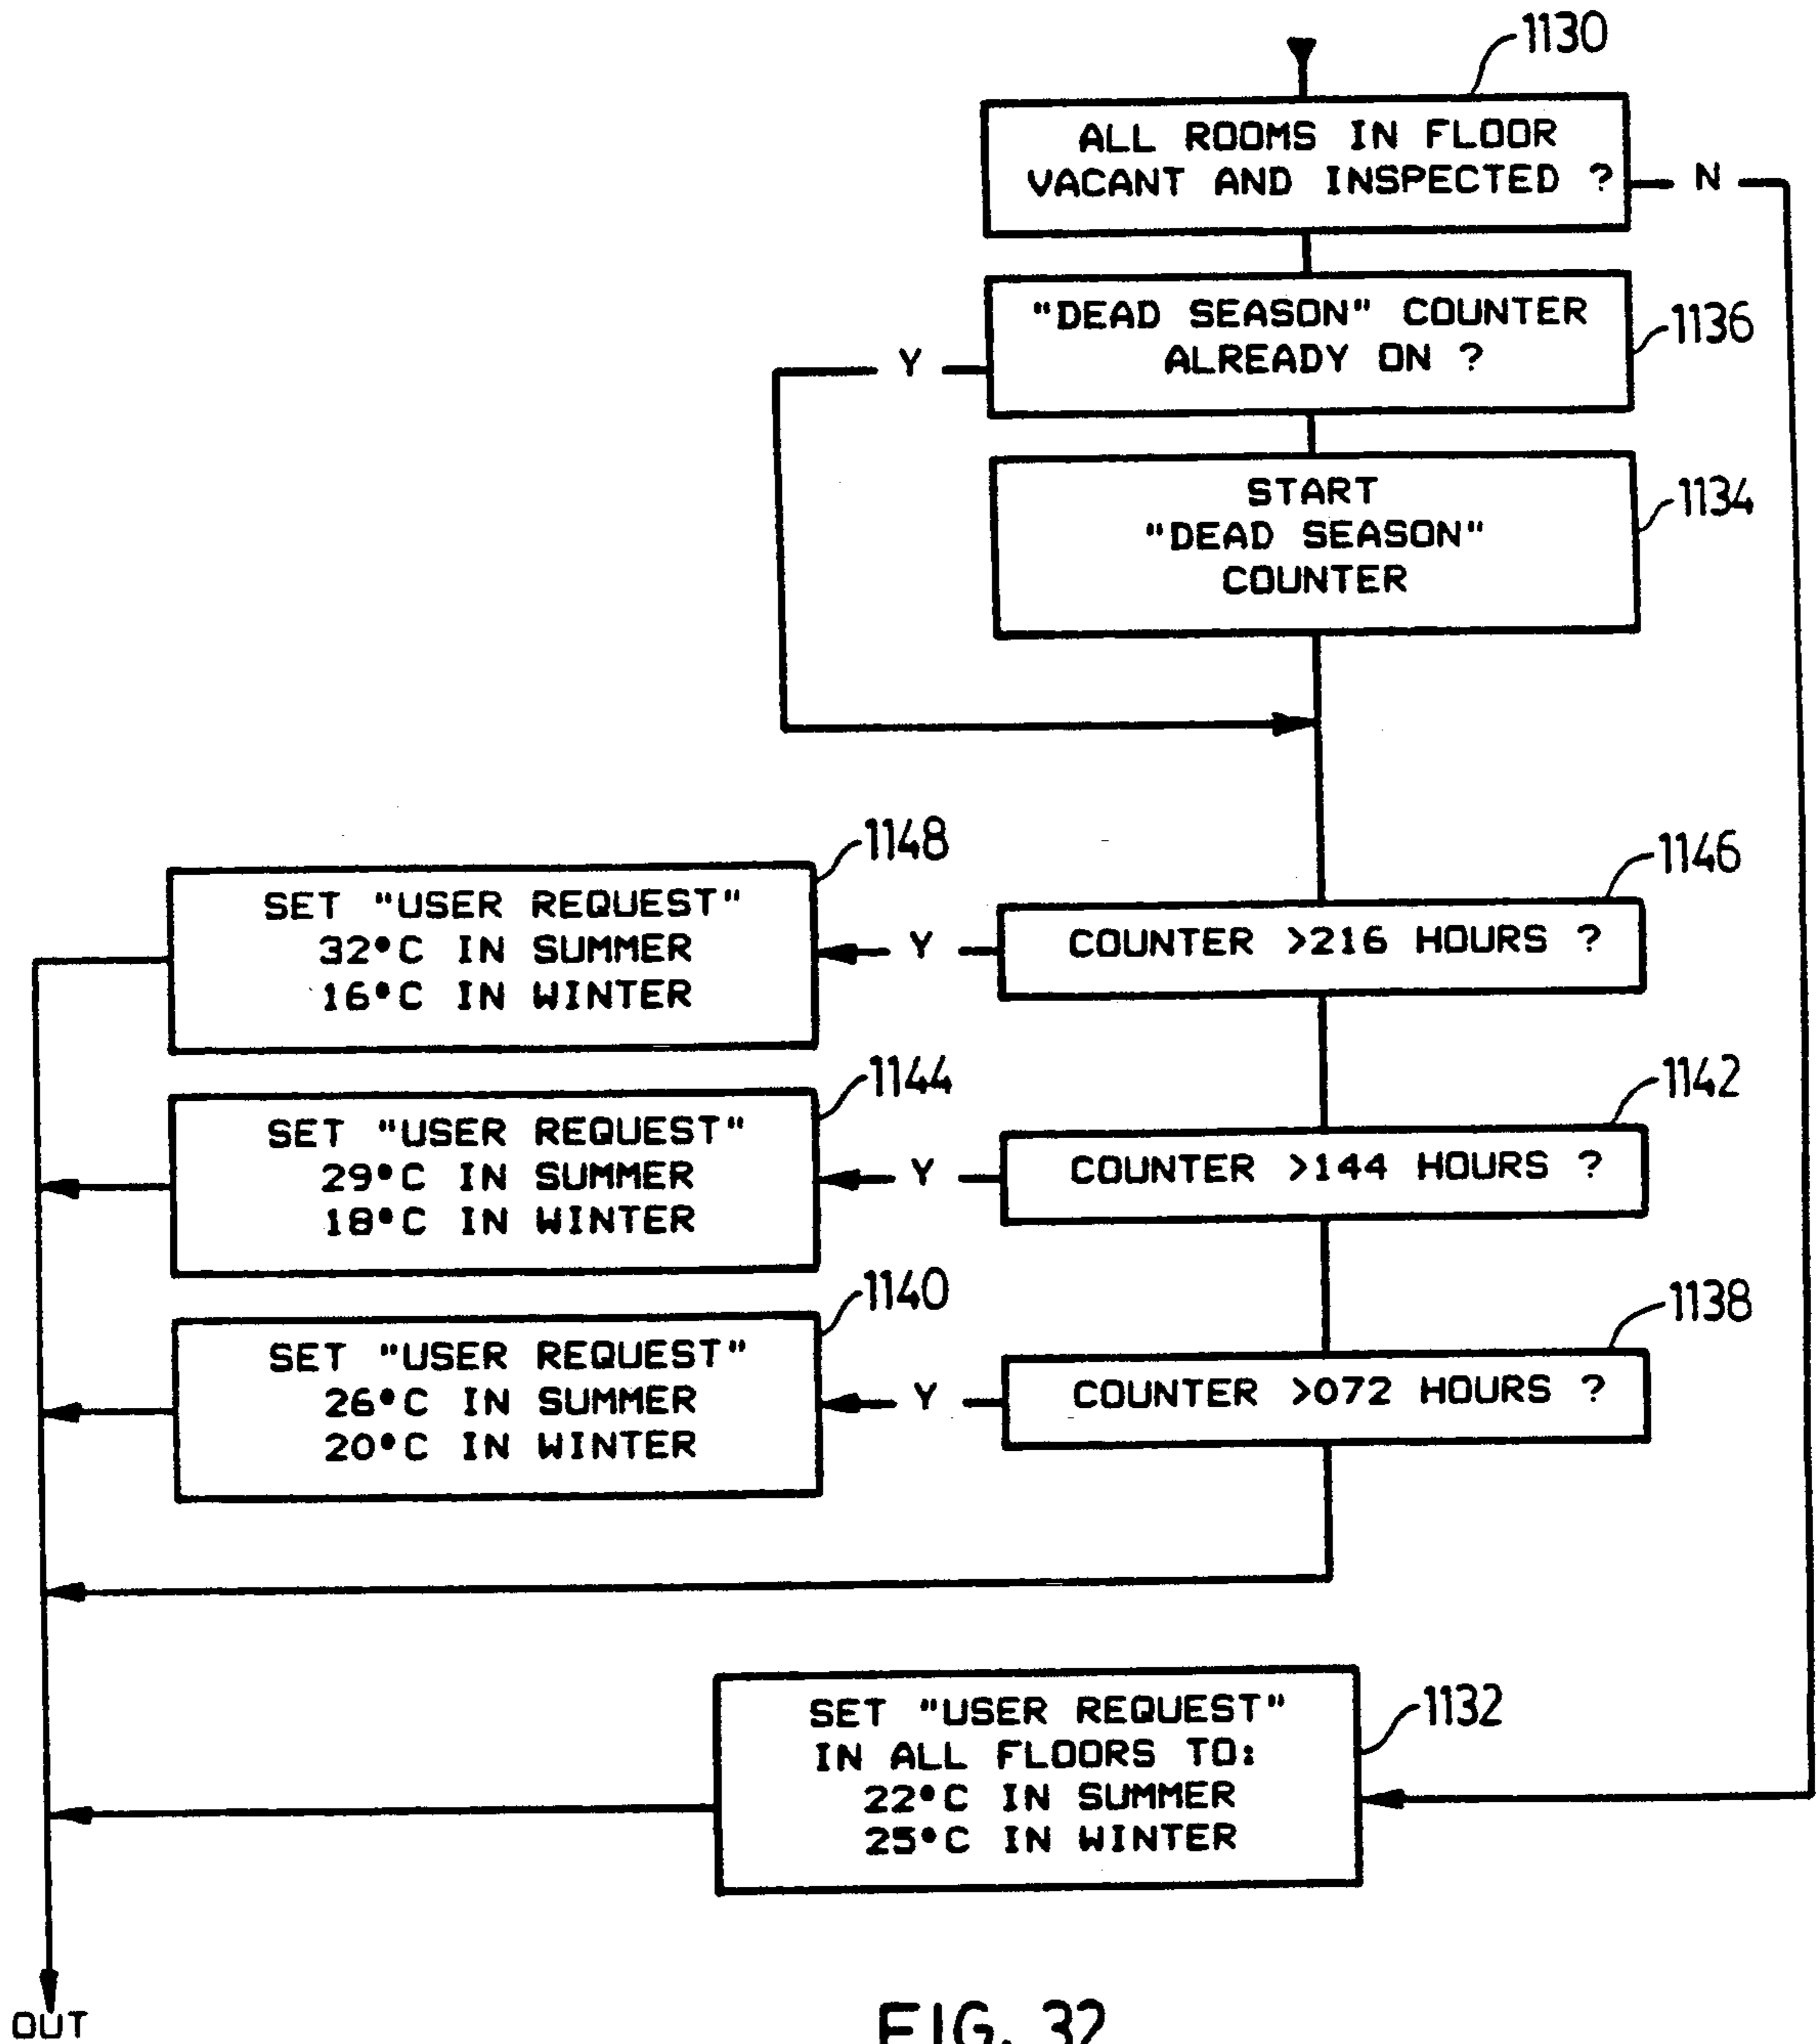 1130
ALL ROOMS IN FLOOR
VACANT AND INSPECTED ?
N
"DEAD SEASON" COUNTER
ALREADY ON ?
1136
Y
START
"DEAD SEASON"
COUNTER
1134
1148
SET "USER REQUEST"
32°C IN SUMMER
16°C IN WINTER
Y
1146
COUNTER >216 HOURS ?
1144
SET "USER REQUEST"
29°C IN SUMMER
18°C IN WINTER
Y
1142
COUNTER >144 HOURS ?
1140
SET "USER REQUEST"
26°C IN SUMMER
20°C IN WINTER
Y
1138
COUNTER >072 HOURS ?
SET "USER REQUEST"
IN ALL FLOORS TO:
22°C IN SUMMER
25°C IN WINTER
1132
OUT
FIG. 32